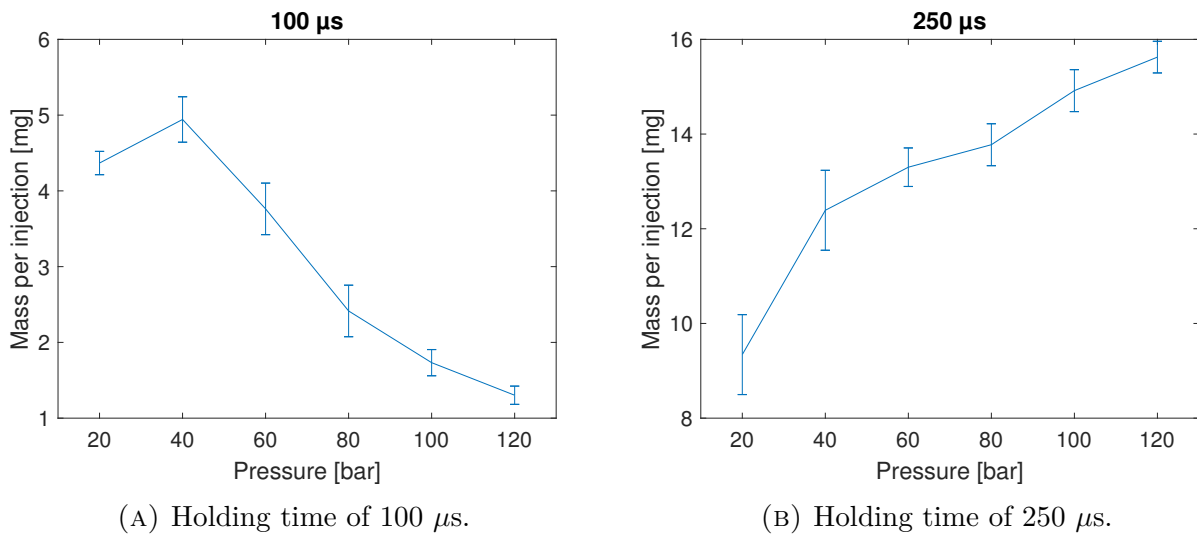 100 µs
6
5
4
3
2
1
Mass per injection [mg]
20 40 60 80 100 120
Pressure [bar]
(A) Holding time of 100 µs.
250 µs
16
14
12
10
8
Mass per injection [mg]
20 40 60 80 100 120
Pressure [bar]
(B) Holding time of 250 µs.